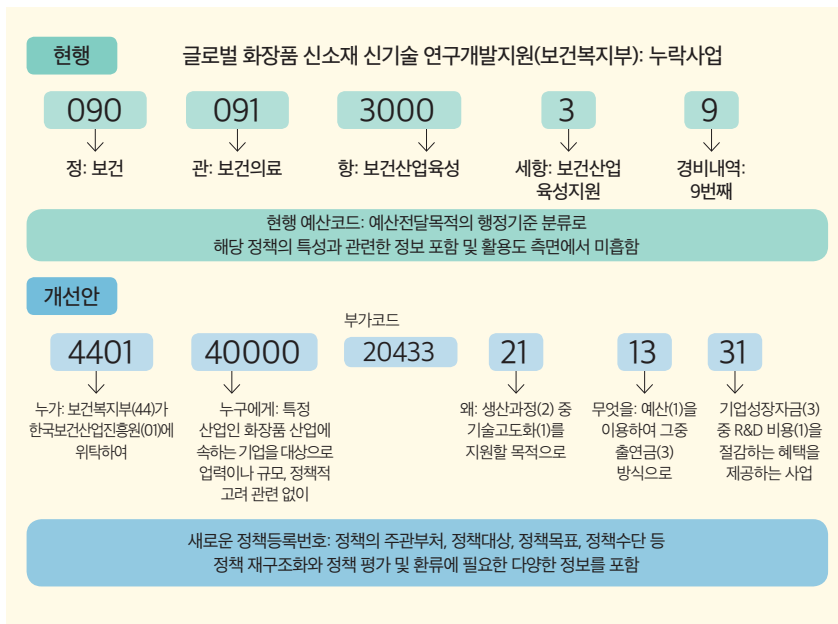 현행
글로벌 화장품 신소재 신기술 연구개발지원(보건복지부): 누락사업
090
091
3000
3
9
정: 보건
관: 보건의료
항: 보건산업육성
세항: 보건산업
육성지원
경비내역:
9번째
현행 예산코드: 예산전달목적의 행정기준 분류로
해당 정책의 특성과 관련한 정보 포함 및 활용도 측면에서 미흡함
개선안
부가코드
4401
40000
20433
21
13
31
누가: 보건복지부(44)가
한국보건산업진흥원(01)에
위탁하여
누구에게: 특정
산업인 화장품 산업에
속하는 기업을 대상으로
업력이나 규모, 정책적
고려 관련 없이
왜: 생산과정(2) 중
기술고도화(1)를
지원할 목적으로
무엇을: 예산(1)을
이용하여 그중
출연금(3)
방식으로
기업성장자금(3)
중 R&D 비용(1)을
절감하는 혜택을
제공하는 사업
새로운 정책등록번호: 정책의 주관부처, 정책대상, 정책목표, 정책수단 등
정책 재구조화와 정책 평가 및 환류에 필요한 다양한 정보를 포함